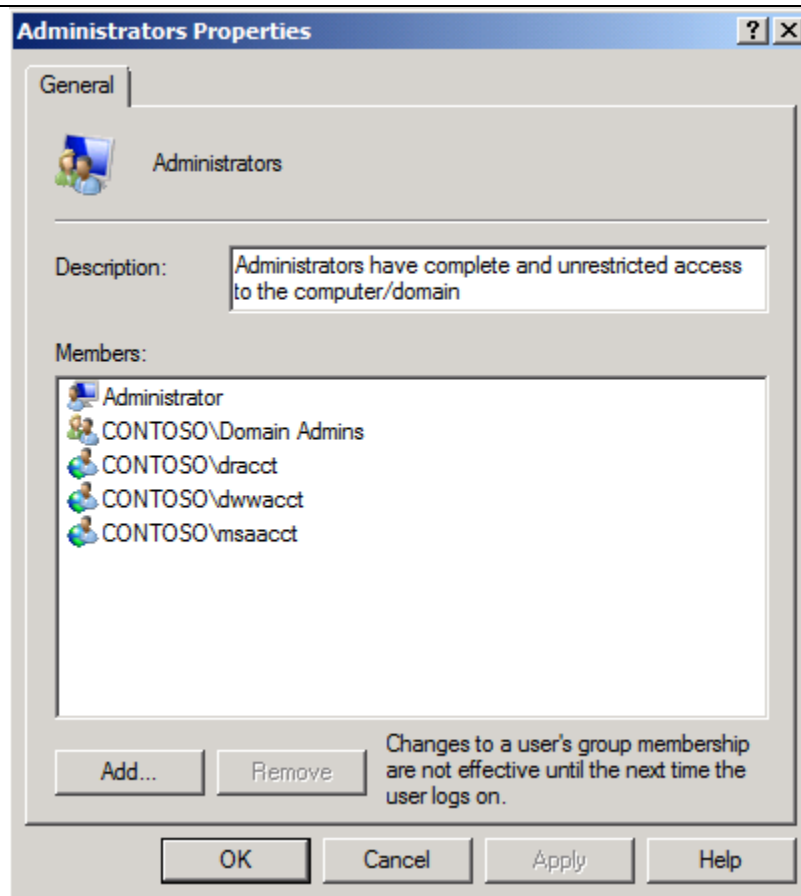 Administrators Properties
General
Administrators
Description:
Administrators have complete and unrestricted access
to the computer/domain
Members:
Administrator
CONTOSO\Domain Admins
CONTOSO\dracct
CONTOSO\dwwacct
CONTOSO\msaacct
Add...
Remove
Changes to a user's group membership
are not effective until the next time the
user logs on.
OK
Cancel
Apply
Help